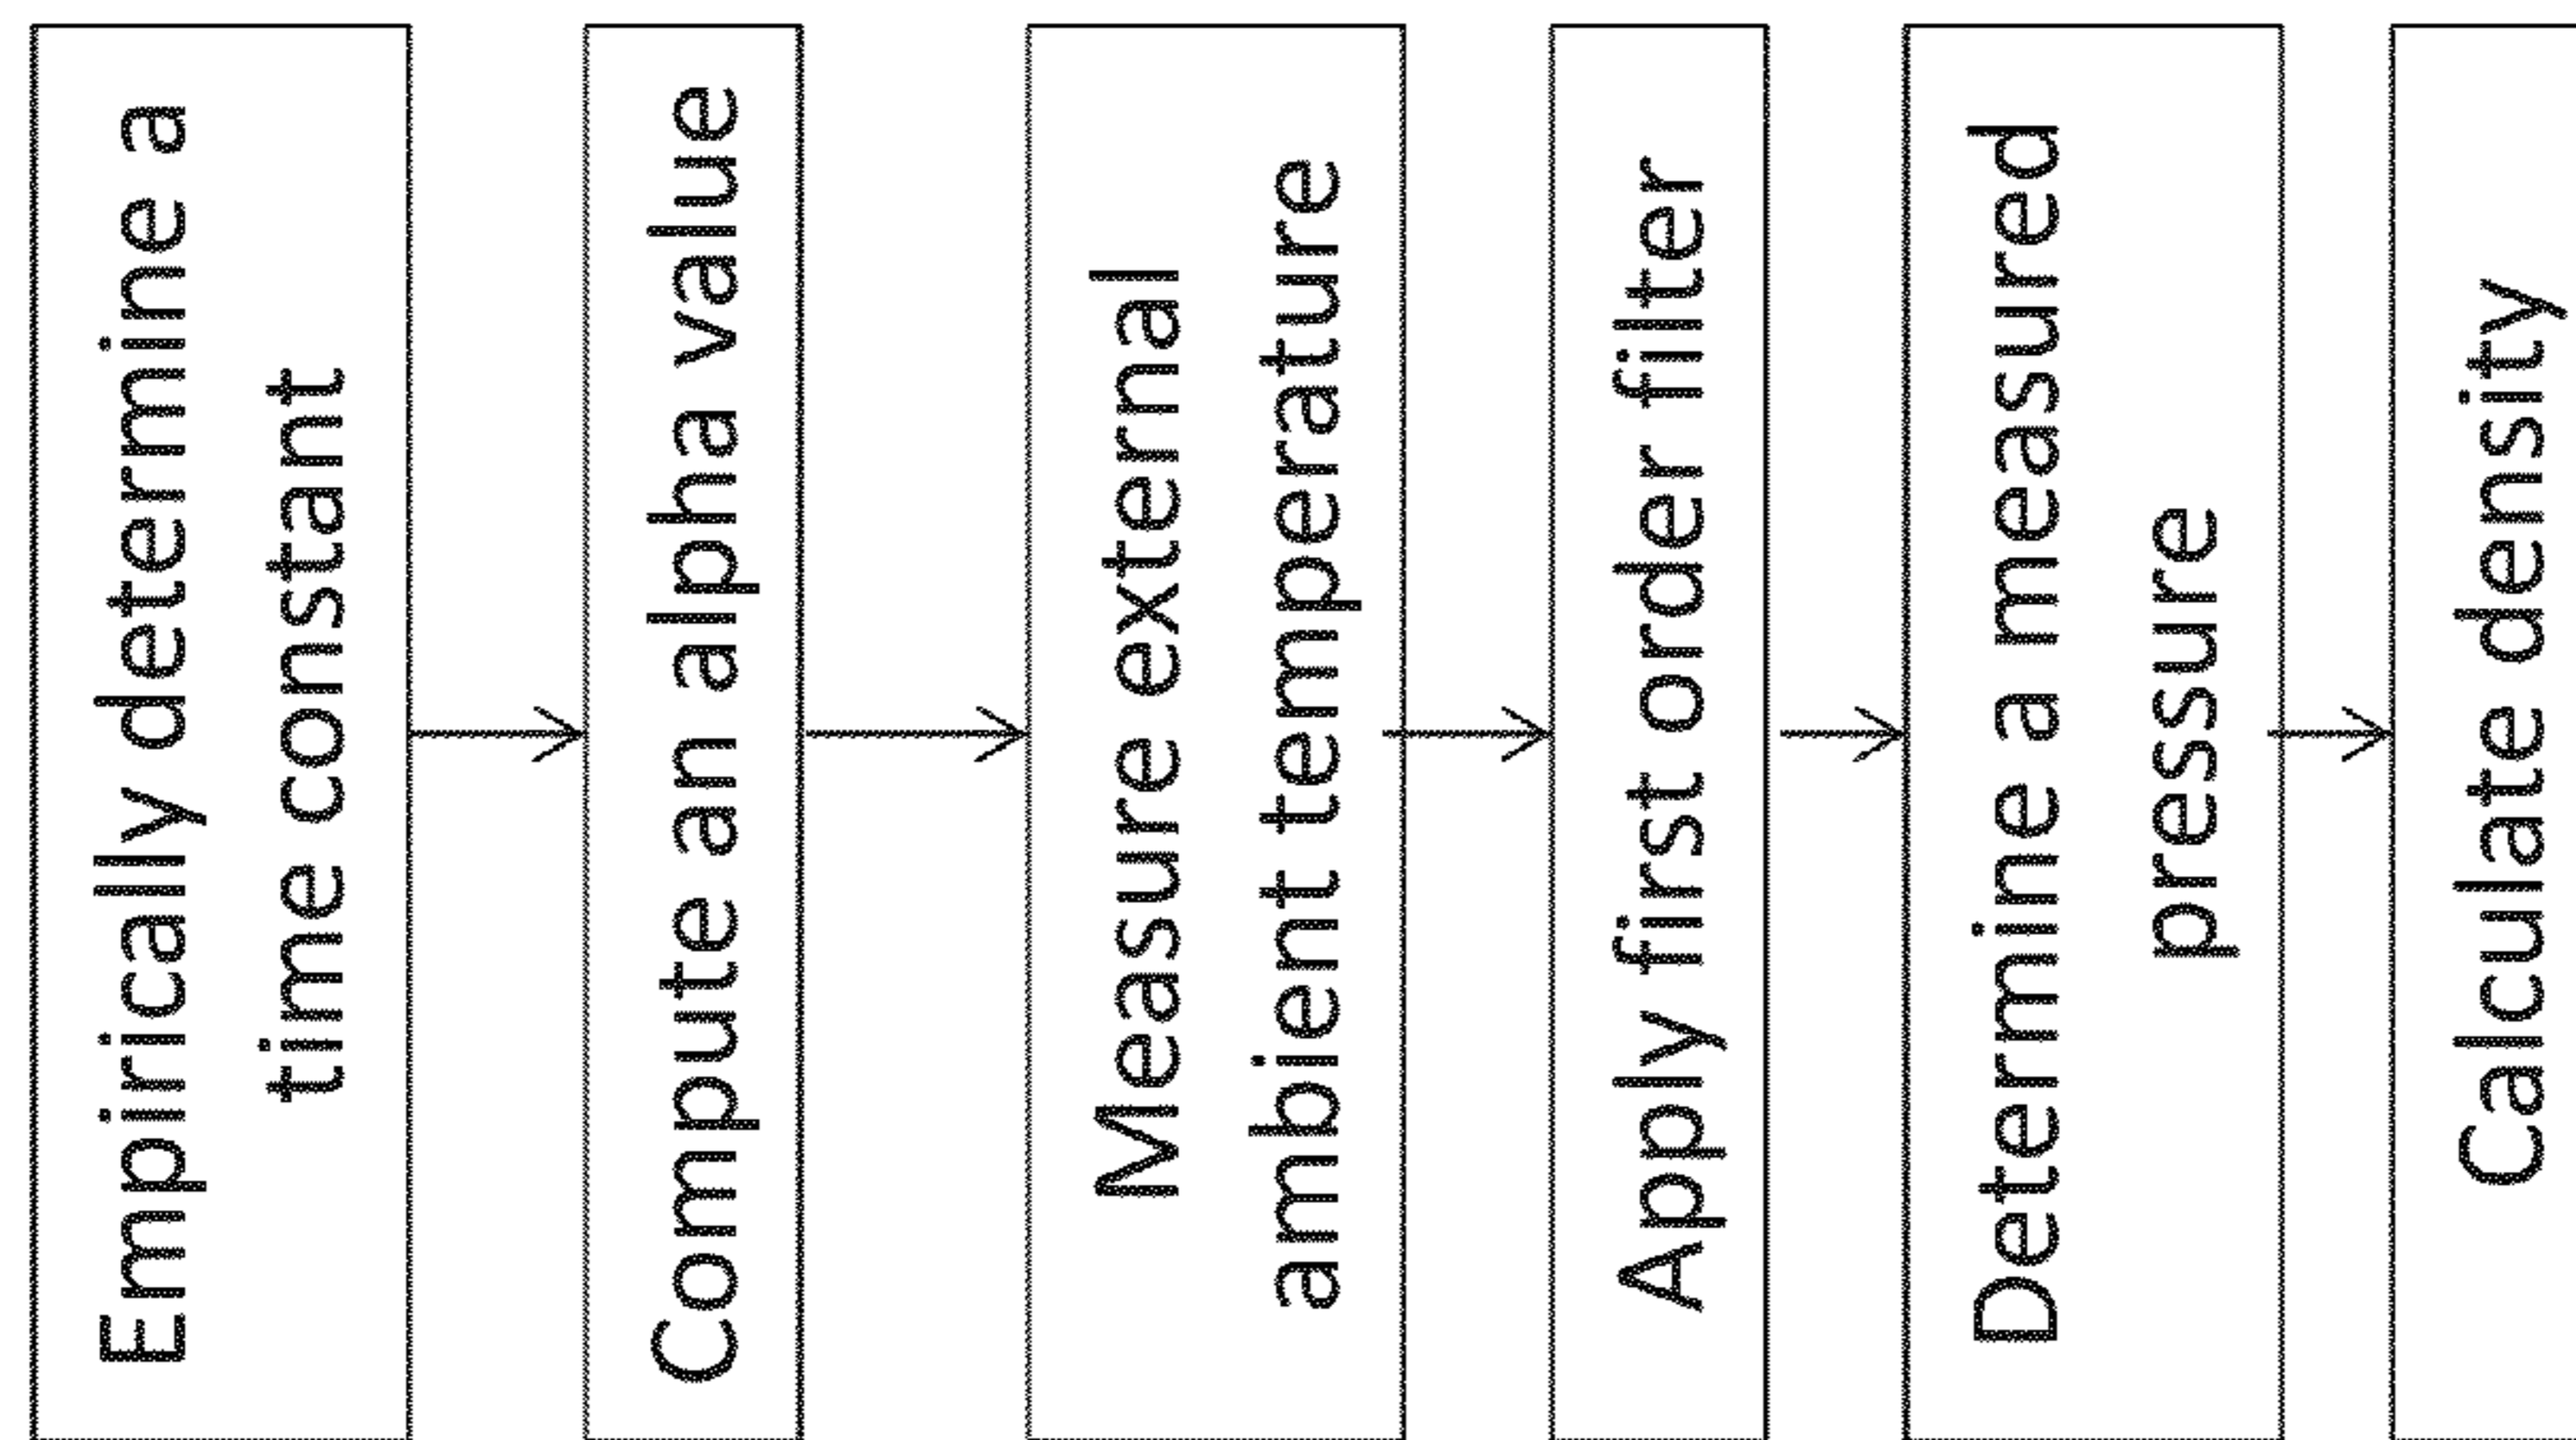 Empirically determine a
time constant
Compute an alpha value
Measure external
ambient temperature
Apply first order filter
Determine a measured
pressure
Calculate density